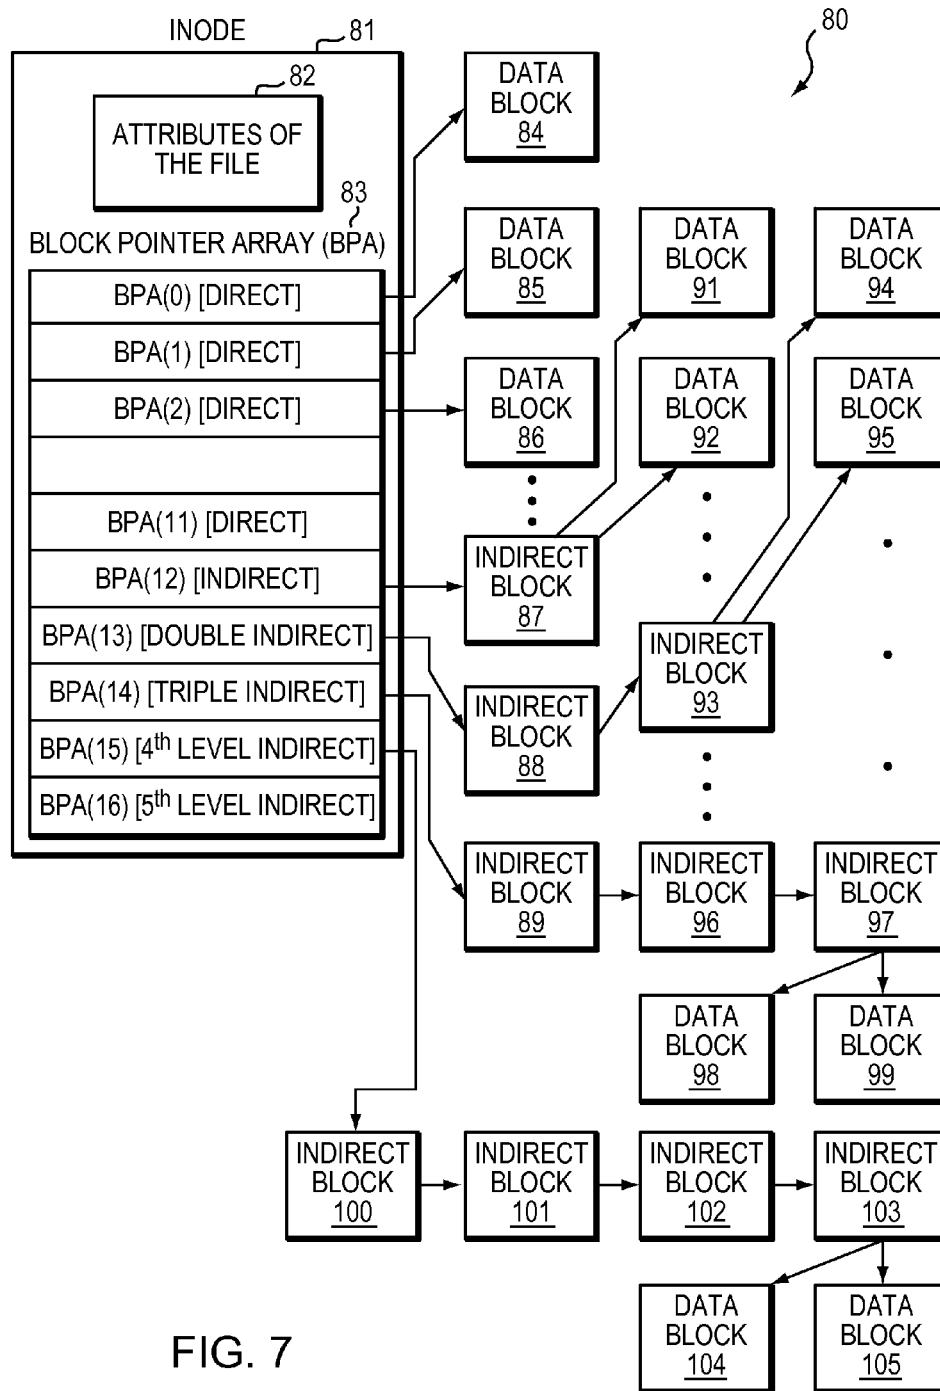 INODE
81
80
82
ATTRIBUTES OF
THE FILE
83
BLOCK POINTER ARRAY (BPA)
BPA(0) [DIRECT]
BPA(1) [DIRECT]
BPA(2) [DIRECT]
BPA(11) [DIRECT]
BPA(12) [INDIRECT]
BPA(13) [DOUBLE INDIRECT]
BPA(14) [TRIPLE INDIRECT]
BPA(15) [4th LEVEL INDIRECT]
BPA(16) [5th LEVEL INDIRECT]
DATA
BLOCK
84
DATA
BLOCK
85
DATA
BLOCK
91
DATA
BLOCK
94
DATA
BLOCK
86
DATA
BLOCK
92
DATA
BLOCK
95
INDIRECT
BLOCK
87
INDIRECT
BLOCK
93
INDIRECT
BLOCK
88
INDIRECT
BLOCK
89
INDIRECT
BLOCK
96
INDIRECT
BLOCK
97
DATA
BLOCK
98
DATA
BLOCK
99
INDIRECT
BLOCK
100
INDIRECT
BLOCK
101
INDIRECT
BLOCK
102
INDIRECT
BLOCK
103
DATA
BLOCK
104
DATA
BLOCK
105
FIG. 7